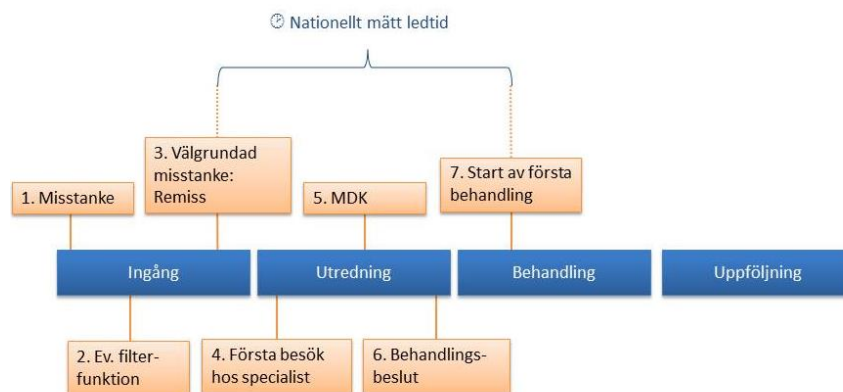 Nationellt mätt ledtid
1. Misstanke
3. Välgrundad
misstanke:
Remiss
5. MDK
7. Start av första
behandling
Ingång
Utredning
Behandling
Uppföljning
2. Ev. filter-
funktion
4. Första besök
hos specialist
6. Behandlings-
beslut